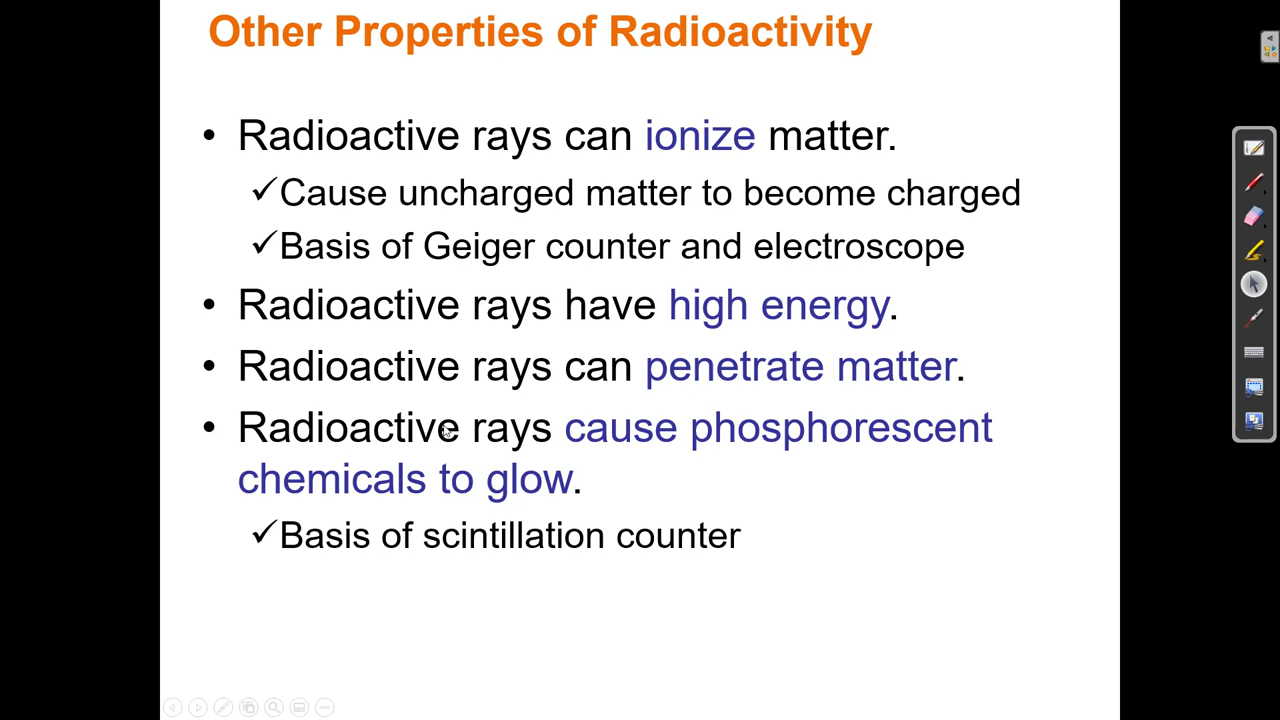 Other Properties of Radioactivity
• Radioactive rays can ionize matter.
✓Cause uncharged matter to become charged
✓Basis of Geiger counter and electroscope
• Radioactive rays have high energy.
• Radioactive rays can penetrate matter.
• Radioactive rays cause phosphorescent
chemicals to glow.
✓Basis of scintillation counter